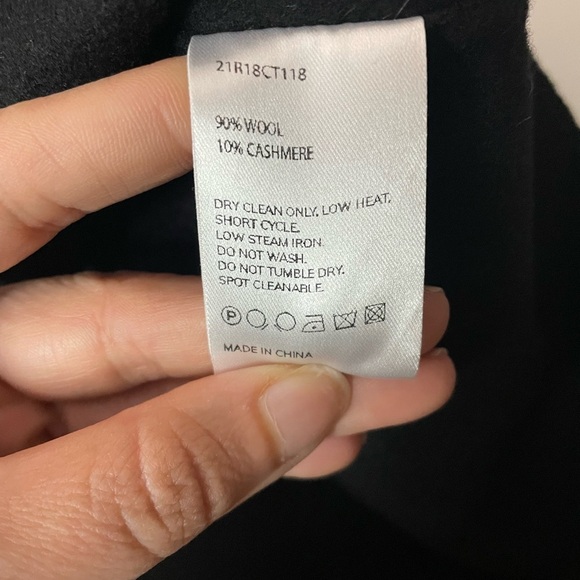 21R18CT118
90% WOOL
10% CASHMERE
DRY CLEAN ONLY, LOW HEAT,
SHORT CYCLE.
LOW STEAM IRON.
DO NOT WASH.
DO NOT TUMBLE DRY.
SPOT CLEANABLE.
P
MADE IN CHINA